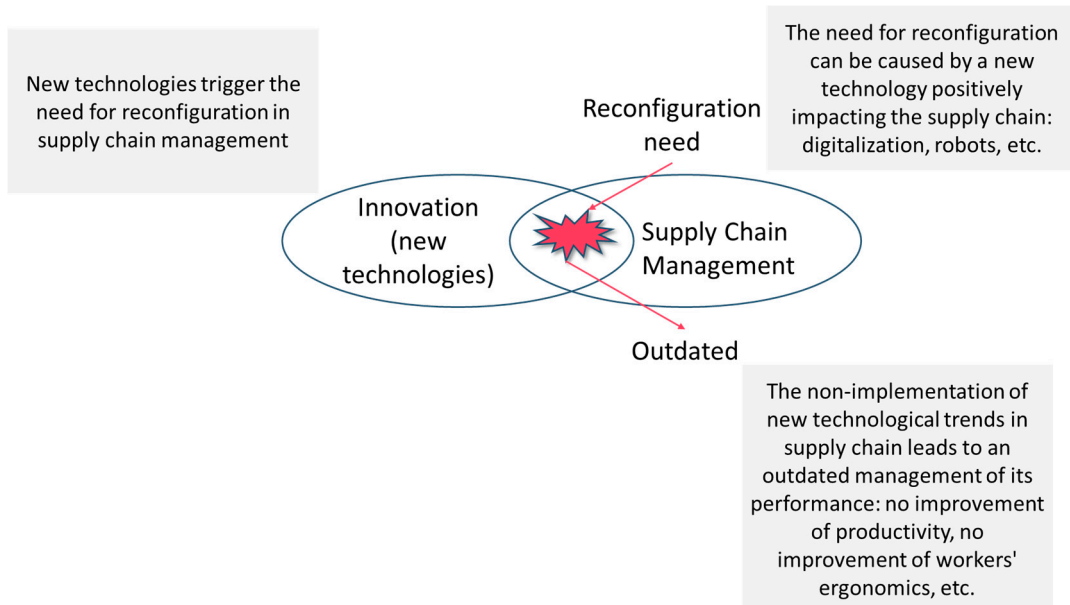 New technologies trigger the
need for reconfiguration in
supply chain management
The need for reconfiguration
can be caused by a new
technology positively
impacting the supply chain:
digitalization, robots, etc.
Reconfiguration
need
Innovation
(new
technologies)
Supply Chain
Management
Outdated
The non-implementation of
new technological trends in
supply chain leads to an
outdated management of its
performance: no improvement
of productivity, no
improvement of workers'
ergonomics, etc.